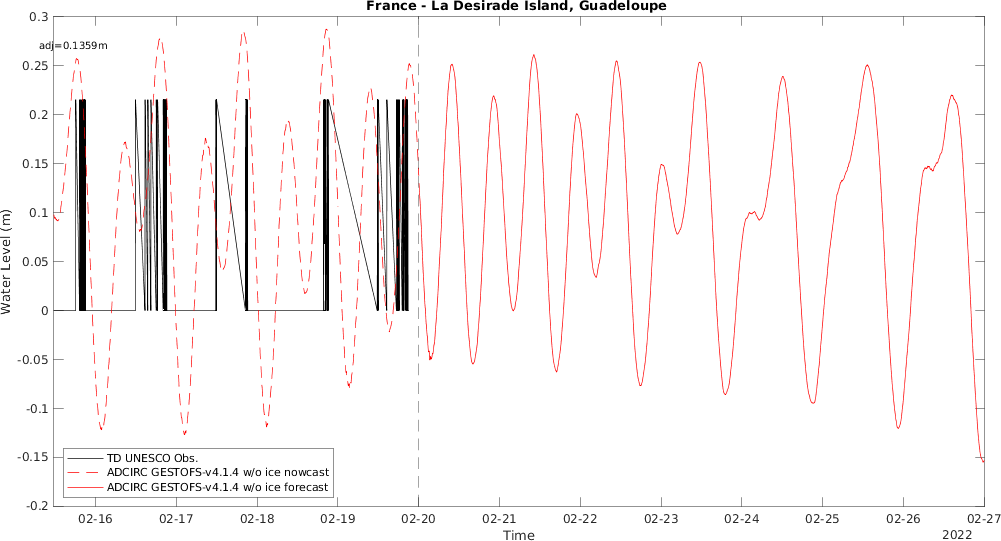 France - La Desirade Island, Guadeloupe
adj=0.1359m
0.3
0.25
0.2
0.15
0.1
0.05
0
-0.05
-0.1
-0.15
-0.2
Water Level (m)
TD UNESCO Obs.
ADCIRC GESTOFS-v4.1.4 w/o ice nowcast
ADCIRC GESTOFS-v4.1.4 w/o ice forecast
02-16 02-17 02-18 02-19 02-20 02-21 02-22 02-23 02-24 02-25 02-26 02-27
Time
2022